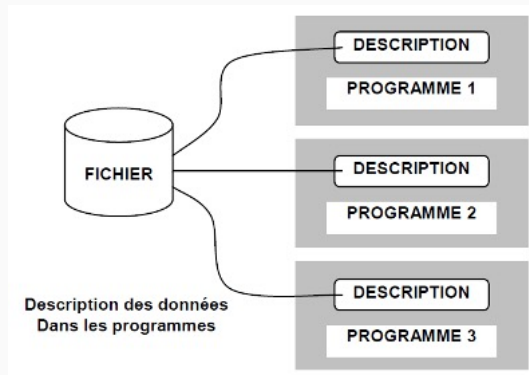 DESCRIPTION
PROGRAMME 1
FICHIER
DESCRIPTION
PROGRAMME 2
Description des données
Dans les programmes
DESCRIPTION
PROGRAMME 3